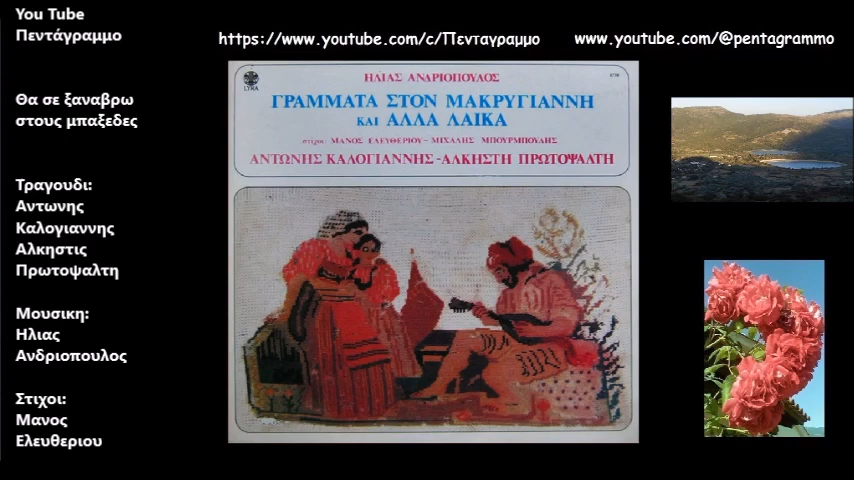 You Tube
Πεντάγραμμο
https://www.youtube.com/c/Πενταγραμμο
www.youtube.com/@pentagrammo
Θα σε ξαναβρω
στους μπαξεδες
Τραγουδι:
Αντωνης
Καλογιαννης
Αλκηστις
Πρωτοψαλτη
Μουσικη:
Ηλιας
Ανδριοπουλος
Στιχοι:
Μανος
Ελευθεριου
LYRA
ΗΛΙΑΣ ΑΝΔΡΙΟΠΟΥΛΟΣ
ΓΡΑΜΜΑΤΑ ΣΤΟΝ ΜΑΚΡΥΓΙΑΝΝΗ
ΚΑΙ ΑΛΛΑ ΛΑΪΚΑ
στιχοι: ΜΑΝΟΣ ΕΛΕΥΘΕΡΙΟΥ - ΜΙΧΑΛΗΣ ΜΠΟΥΡΜΠΟΥΛΗΣ
ΑΝΤΩΝΗΣ ΚΑΛΟΓΙΑΝΝΗΣ - ΑΛΚΗΣΤΗ ΠΡΩΤΟΨΑΛΤΗ